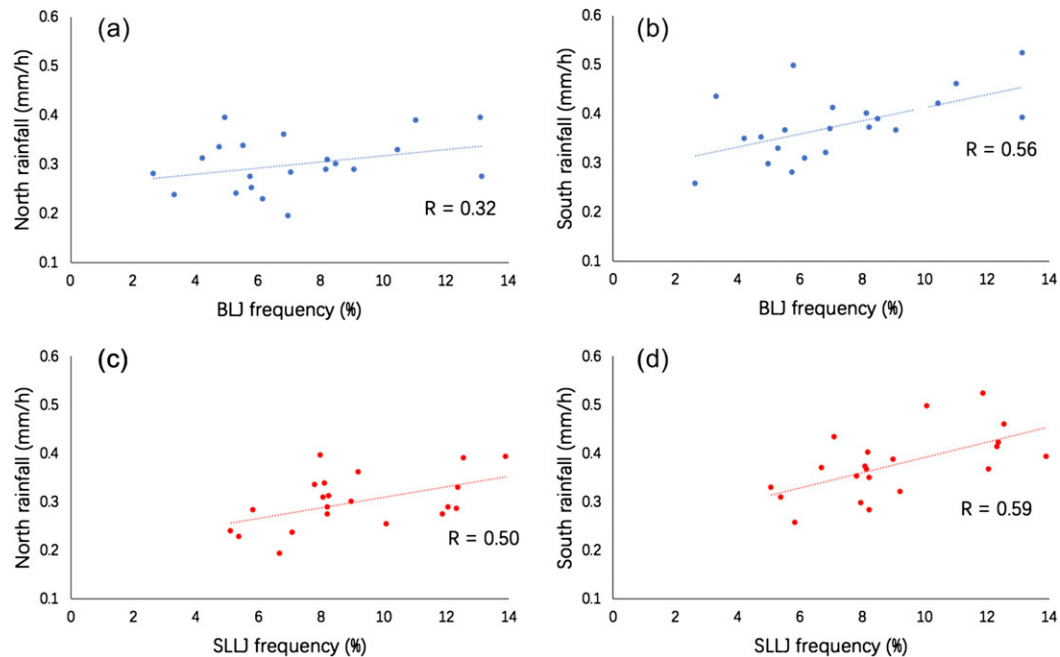 (a)
North rainfall (mm/h)
0.6
0.5
0.4
0.3
0.2
0.1
R = 0.32
0 2 4 6 8 10 12 14
BLJ frequency (%)
(b)
South rainfall (mm/h)
0.6
0.5
0.4
0.3
0.2
0.1
R = 0.56
0 2 4 6 8 10 12 14
BLJ frequency (%)
(c)
North rainfall (mm/h)
0.6
0.5
0.4
0.3
0.2
0.1
R = 0.50
0 2 4 6 8 10 12 14
SLLJ frequency (%)
(d)
South rainfall (mm/h)
0.6
0.5
0.4
0.3
0.2
0.1
R = 0.59
0 2 4 6 8 10 12 14
SLLJ frequency (%)